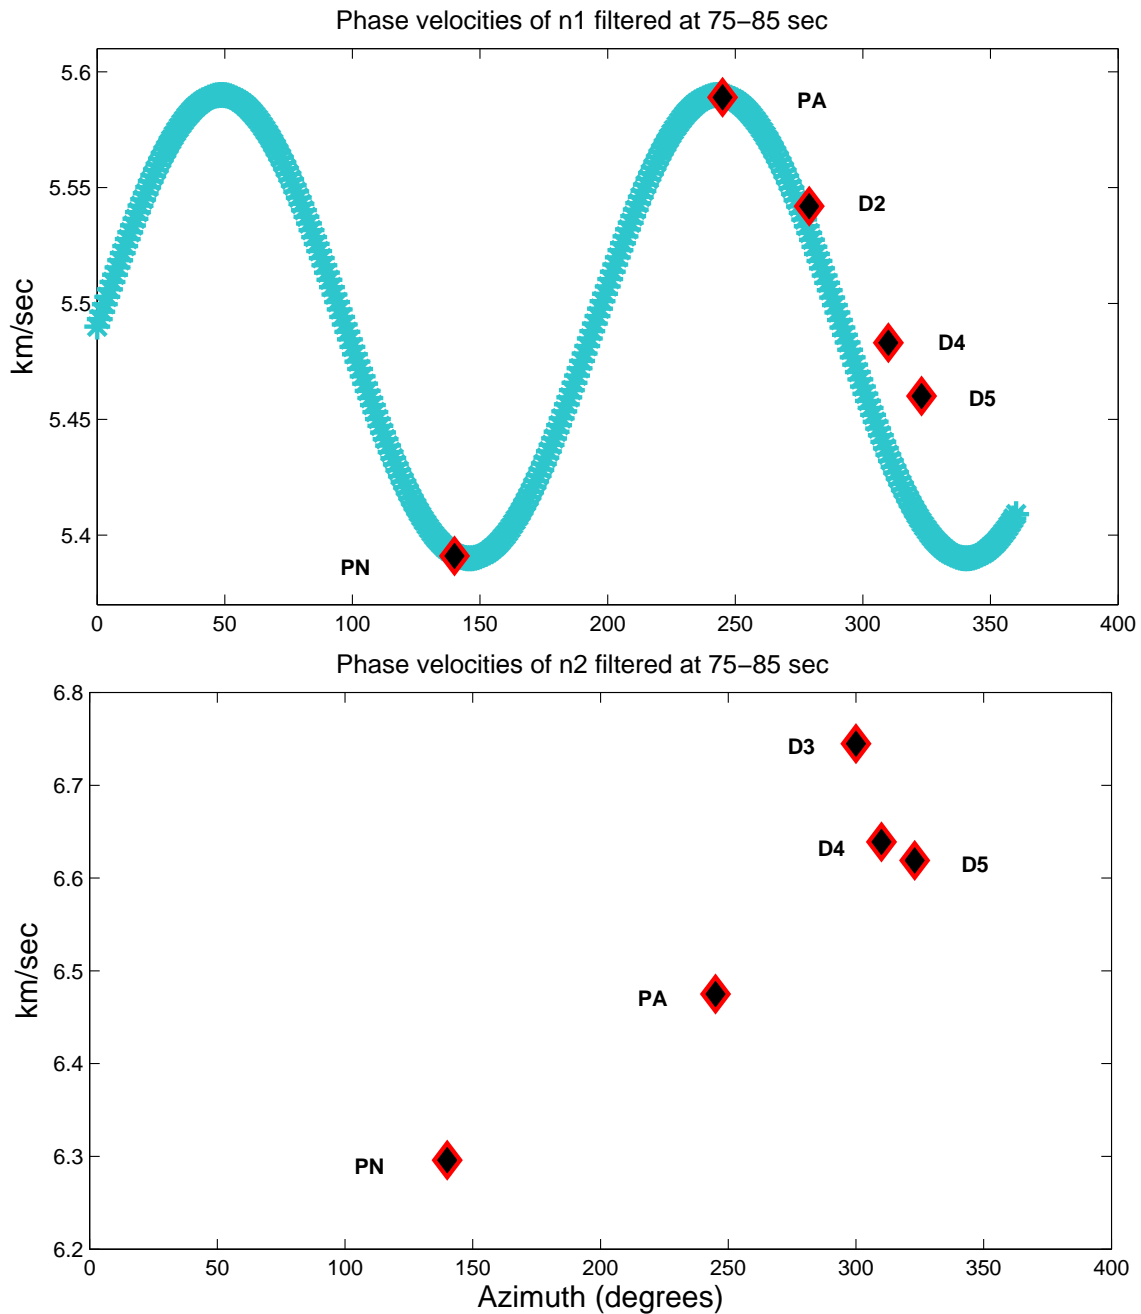 Phase velocities of n1 filtered at 75−85 sec
5.6
PA
5.55
D2
5.5
km/sec
D4
D5
5.45
5.4
PN
0 50 100 150 200 250 300 350 400
Phase velocities of n2 filtered at 75−85 sec
6.8
D3
6.7
D4
D5
6.6
km/sec
6.5
PA
6.4
6.3
PN
6.2
0 50 100 150 200 250 300 350 400
Azimuth (degrees)